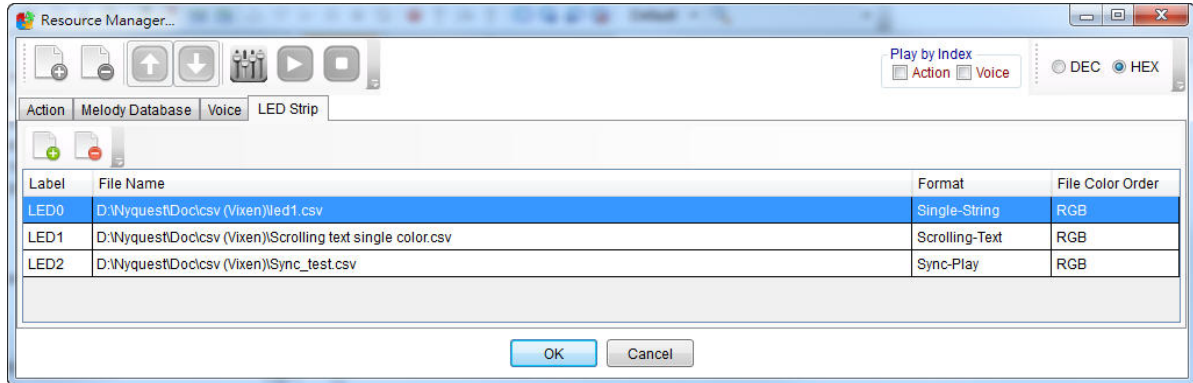 Resource Manager...
Default
Play by Index
Action Voice
DEC HEX
Action Melody Database Voice LED Strip
Label File Name Format File Color Order
LED0 D:\Nyquest\Doc\csv (Vixen)\led1.csv Single-String RGB
LED1 D:\Nyquest\Doc\csv (Vixen)\Scrolling text single color.csv Scrolling-Text RGB
LED2 D:\Nyquest\Doc\csv (Vixen)\Sync_test.csv Sync-Play RGB
OK Cancel